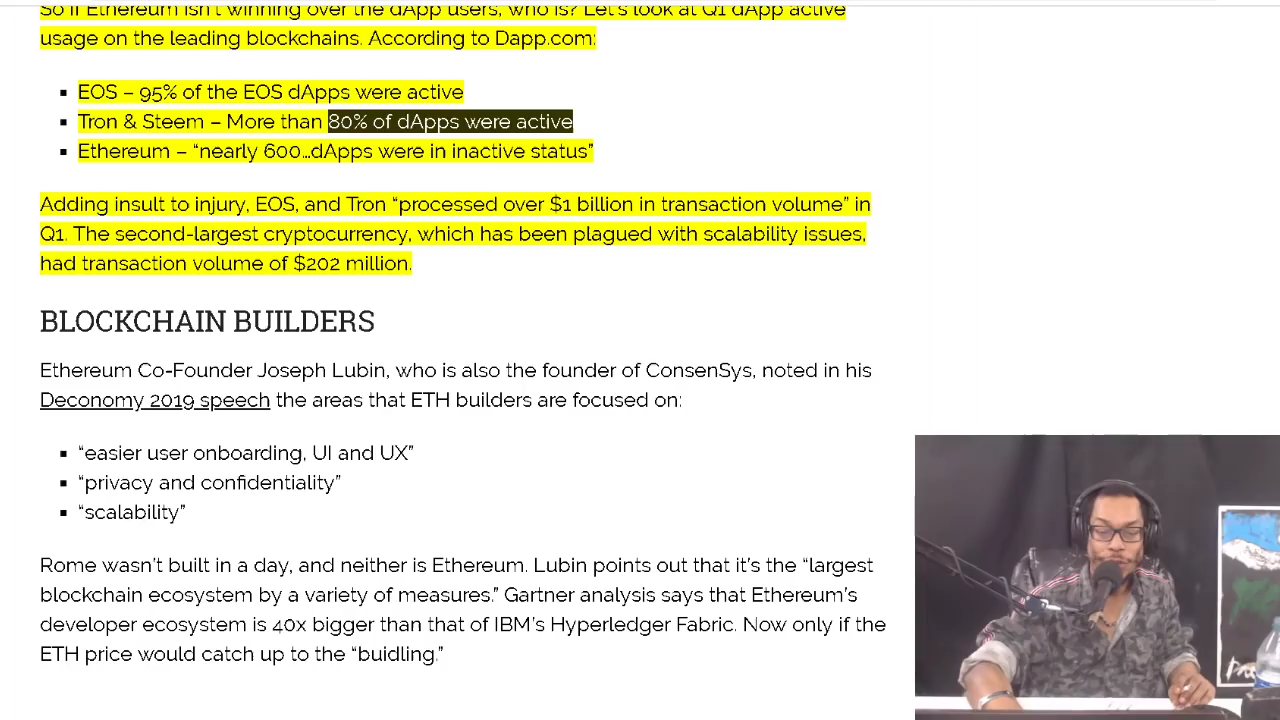 So if Ethereum isn't winning over the dApp users, who is? Let's look at Q1 dApp active
usage on the leading blockchains. According to Dapp.com:
EOS – 95% of the EOS dApps were active
Tron & Steem – More than 80% of dApps were active
Ethereum – “nearly 600…dApps were in inactive status”
Adding insult to injury, EOS, and Tron “processed over $1 billion in transaction volume” in
Q1. The second-largest cryptocurrency, which has been plagued with scalability issues,
had transaction volume of $202 million.
BLOCKCHAIN BUILDERS
Ethereum Co-Founder Joseph Lubin, who is also the founder of ConsenSys, noted in his
Deconomy 2019 speech the areas that ETH builders are focused on:
“easier user onboarding, UI and UX”
“privacy and confidentiality”
“scalability”
Rome wasn't built in a day, and neither is Ethereum. Lubin points out that it's the “largest
blockchain ecosystem by a variety of measures.” Gartner analysis says that Ethereum's
developer ecosystem is 40x bigger than that of IBM's Hyperledger Fabric. Now only if the
ETH price would catch up to the “buidling.”